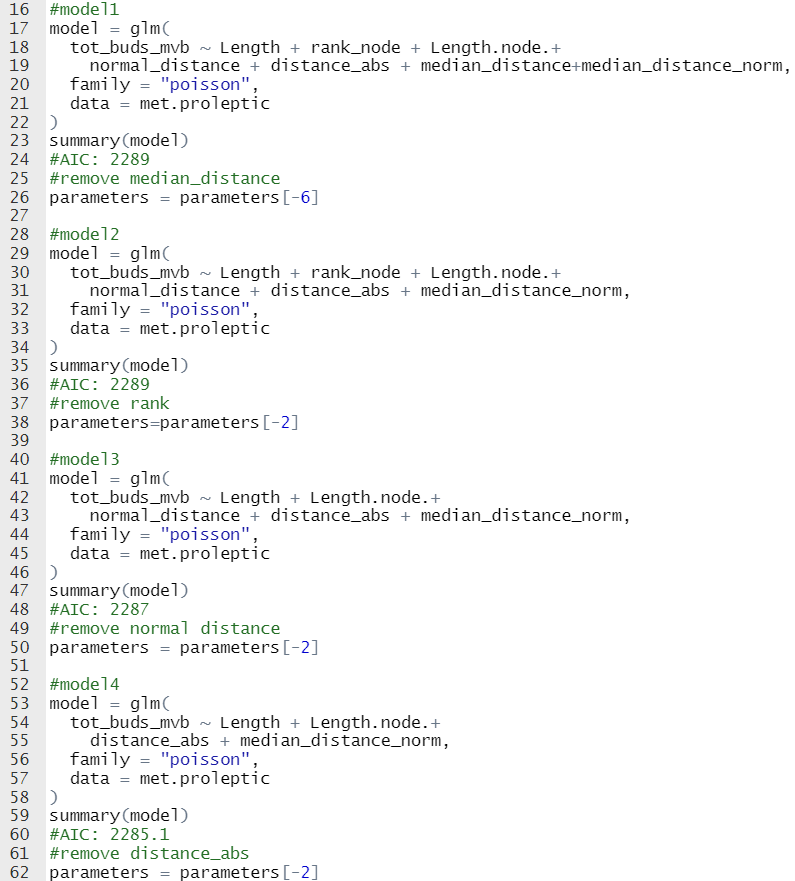 16 #model1
17 model = glm(
18   tot_buds_mvb ~ Length + rank_node + Length.node.+
19     normal_distance + distance_abs + median_distance+median_distance_norm,
20   family = "poisson",
21   data = met.proleptic
22 )
23 summary(model)
24 #AIC: 2289
25 #remove median_distance
26 parameters = parameters[-6]
27
28 #model2
29 model = glm(
30   tot_buds_mvb ~ Length + rank_node + Length.node.+
31     normal_distance + distance_abs + median_distance_norm,
32   family = "poisson",
33   data = met.proleptic
34 )
35 summary(model)
36 #AIC: 2289
37 #remove rank
38 parameters=parameters[-2]
39
40 #model3
41 model = glm(
42   tot_buds_mvb ~ Length + Length.node.+
43     normal_distance + distance_abs + median_distance_norm,
44   family = "poisson",
45   data = met.proleptic
46 )
47 summary(model)
48 #AIC: 2287
49 #remove normal distance
50 parameters = parameters[-2]
51
52 #model4
53 model = glm(
54   tot_buds_mvb ~ Length + Length.node.+
55     distance_abs + median_distance_norm,
56   family = "poisson",
57   data = met.proleptic
58 )
59 summary(model)
60 #AIC: 2285.1
61 #remove distance_abs
62 parameters = parameters[-2]